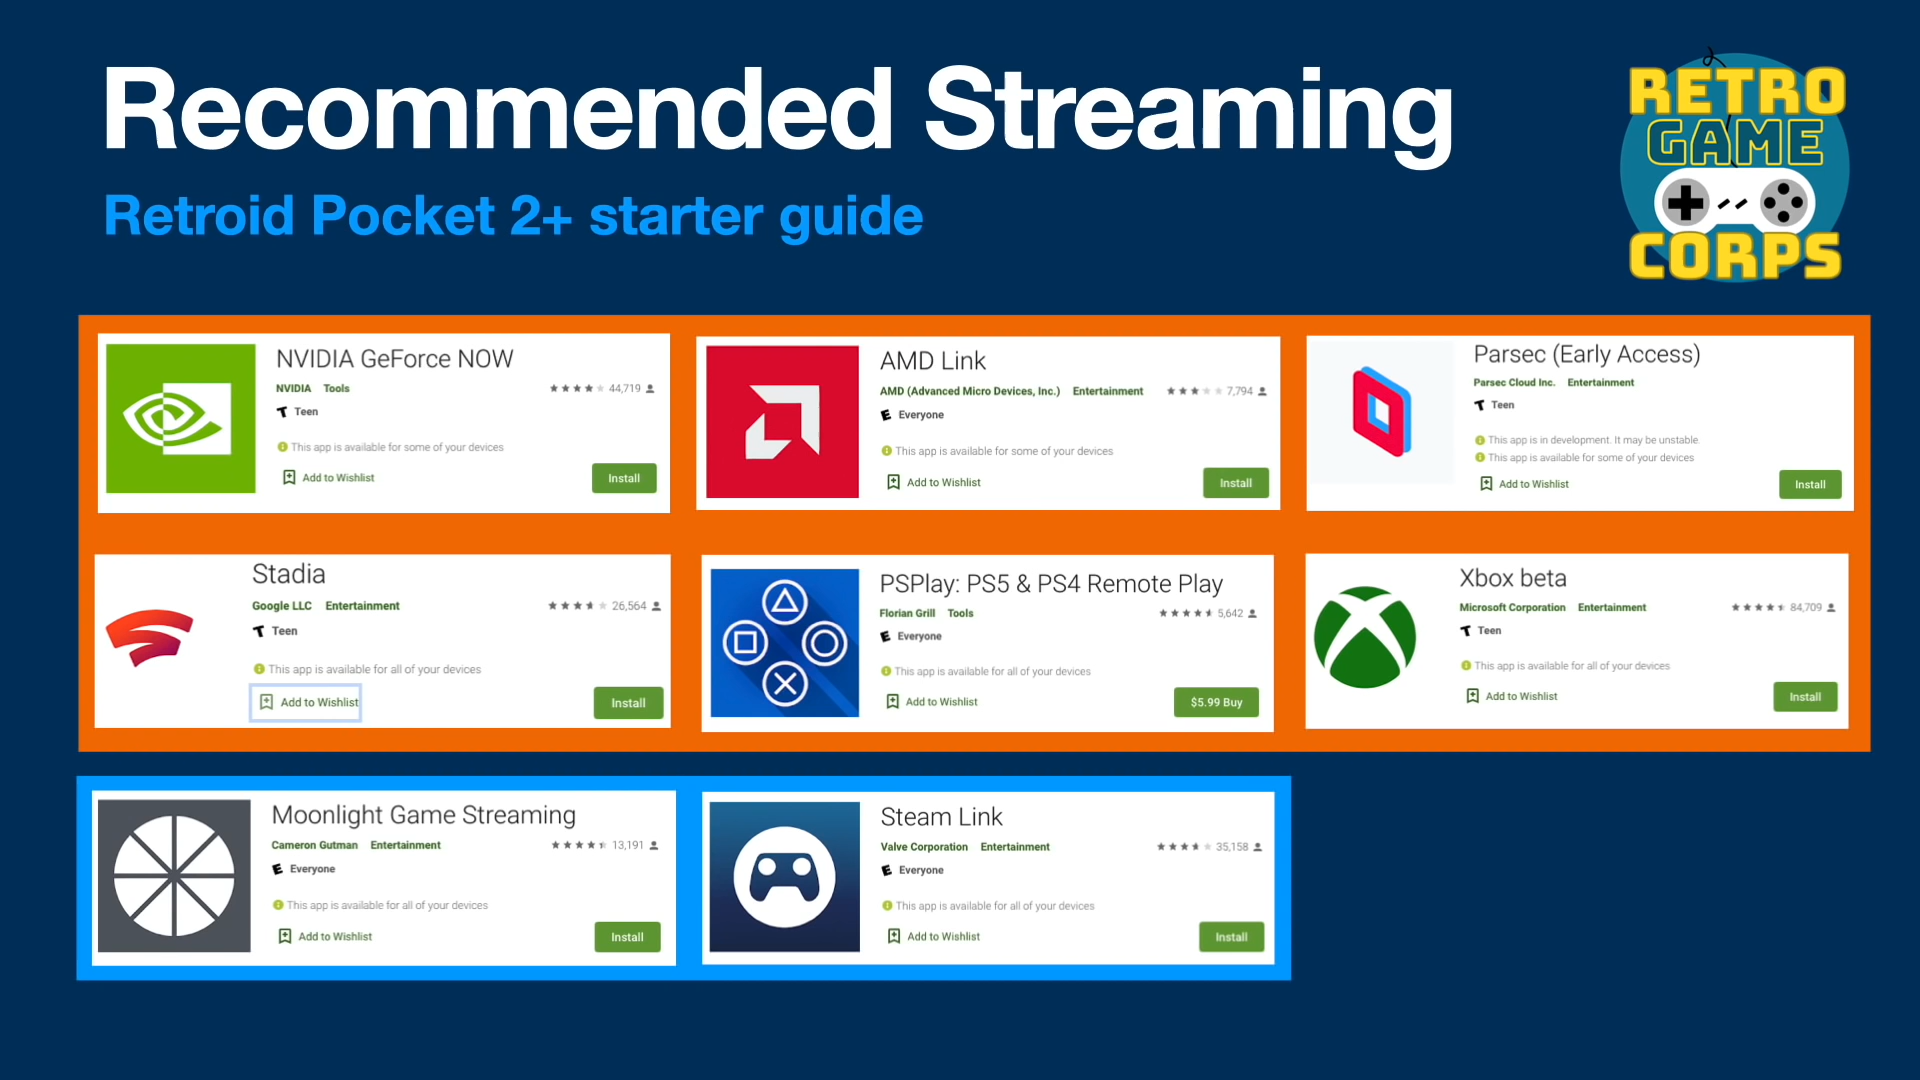 Recommended Streaming
Retroid Pocket 2+ starter guide
RETRO
GAME
CORPS
NVIDIA GeForce NOW
NVIDIA Tools 44,719
T Teen
This app is available for some of your devices
Add to Wishlist Install
AMD Link
AMD (Advanced Micro Devices, Inc.) Entertainment 7,794
E Everyone
This app is available for some of your devices
Add to Wishlist Install
Parsec (Early Access)
Parsec Cloud Inc. Entertainment
T Teen
This app is in development. It may be unstable.
This app is available for some of your devices
Add to Wishlist Install
Stadia
Google LLC Entertainment 26,564
T Teen
This app is available for all of your devices
Add to Wishlist Install
PSPlay: PS5 & PS4 Remote Play
Florian Grill Tools 5,642
E Everyone
This app is available for all of your devices
Add to Wishlist $5.99 Buy
Xbox beta
Microsoft Corporation Entertainment 84,709
T Teen
This app is available for all of your devices
Add to Wishlist Install
Moonlight Game Streaming
Cameron Gutman Entertainment 13,191
E Everyone
This app is available for all of your devices
Add to Wishlist Install
Steam Link
Valve Corporation Entertainment 35,158
E Everyone
This app is available for all of your devices
Add to Wishlist Install